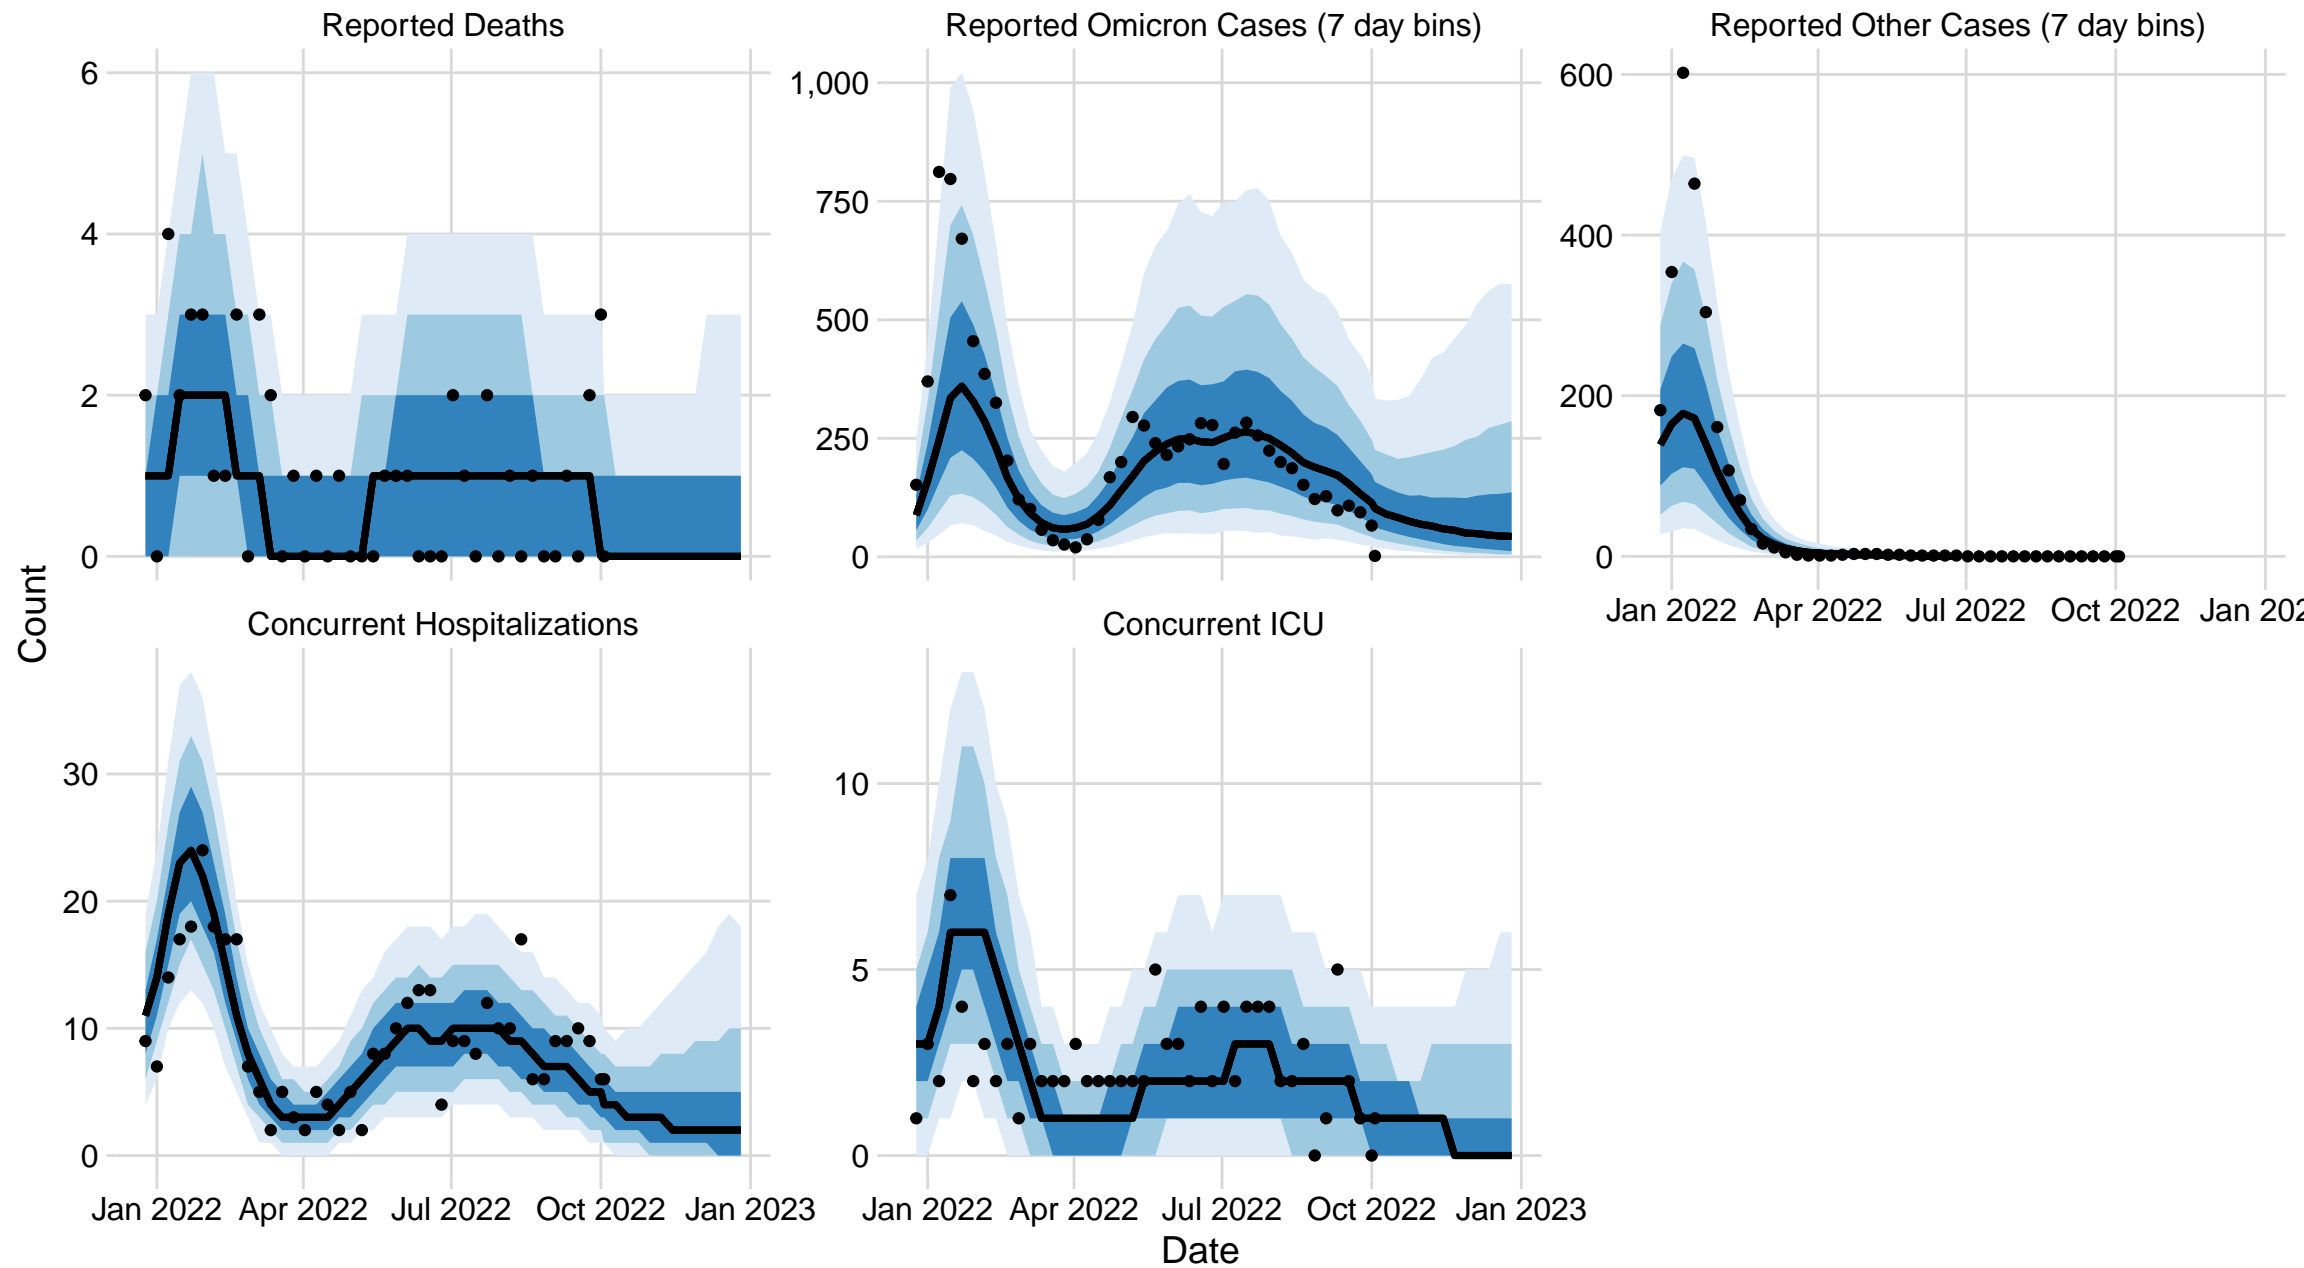 Reported Deaths
Reported Omicron Cases (7 day bins)
Reported Other Cases (7 day bins)
6
4
2
0
1,000
750
500
250
0
600
400
200
0
Jan 2022 Apr 2022 Jul 2022 Oct 2022 Jan 202
Count
Concurrent Hospitalizations
Concurrent ICU
30
20
10
0
10
5
0
Jan 2022 Apr 2022 Jul 2022 Oct 2022 Jan 2023
Jan 2022 Apr 2022 Jul 2022 Oct 2022 Jan 2023
Date